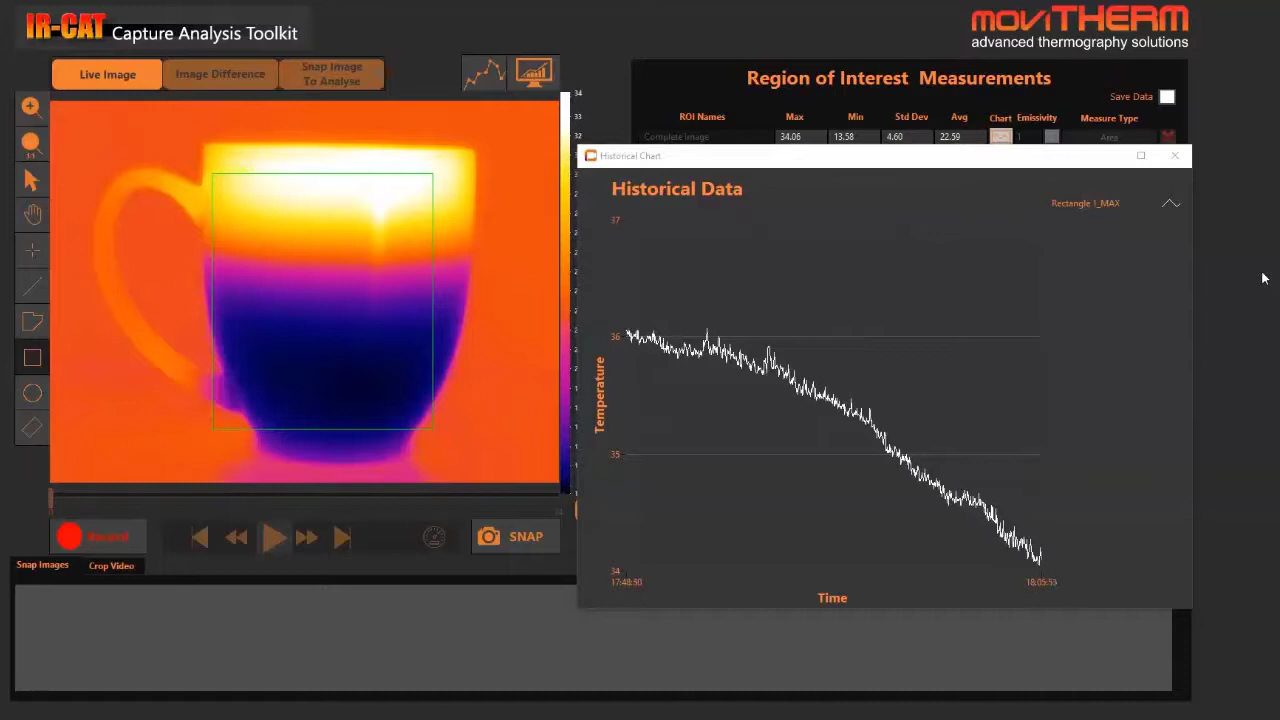 IR-CAT Capture Analysis Toolkit
moviTHERM
advanced thermography solutions
Live Image
Image Difference
Snap Image
To Analyse
Region of Interest Measurements
Save Data
ROI Names Max Min Std Dev Avg Chart Emissivity Measure Type
Complete Image 34.06 13.58 4.60 22.59 1 Area
34
33
32
Historical Chart
Historical Data
Rectangle 1_MAX
37
36
35
34
Temperature
17:48:50
Time
1:1
Record
SNAP
Snap Images
Crop Video